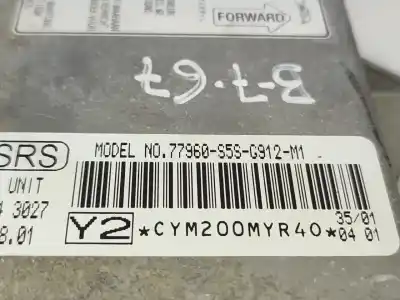 FORWARD
B-7-67
SRS
MODEL NO.77960-S5S-G912-M1
UNIT
3027
8.01
Y2
*CYM200MYR40*
35/01
04 01